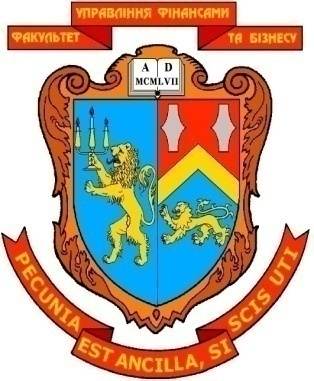 УПРАВЛІННЯ ФІНАНСАМИ
ФАКУЛЬТЕТ ТА БІЗНЕСУ
A D
MCMLVII
PECUNIA
EST ANCILLA, SI
SCIS UTI